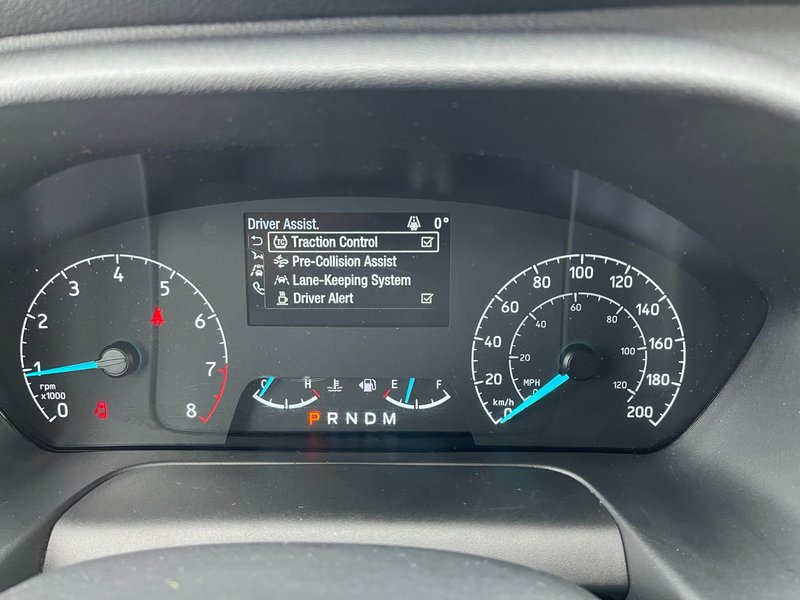 Driver Assist. 0°
TC Traction Control
Pre-Collision Assist
Lane-Keeping System
Driver Alert
0 1 2 3 4 5 6 7 8
rpm
x1000
C H
E F
P R N D M
0 20 40 60 80 100 120 140 160 180 200
km/h
20 40 60 80 100 120
MPH